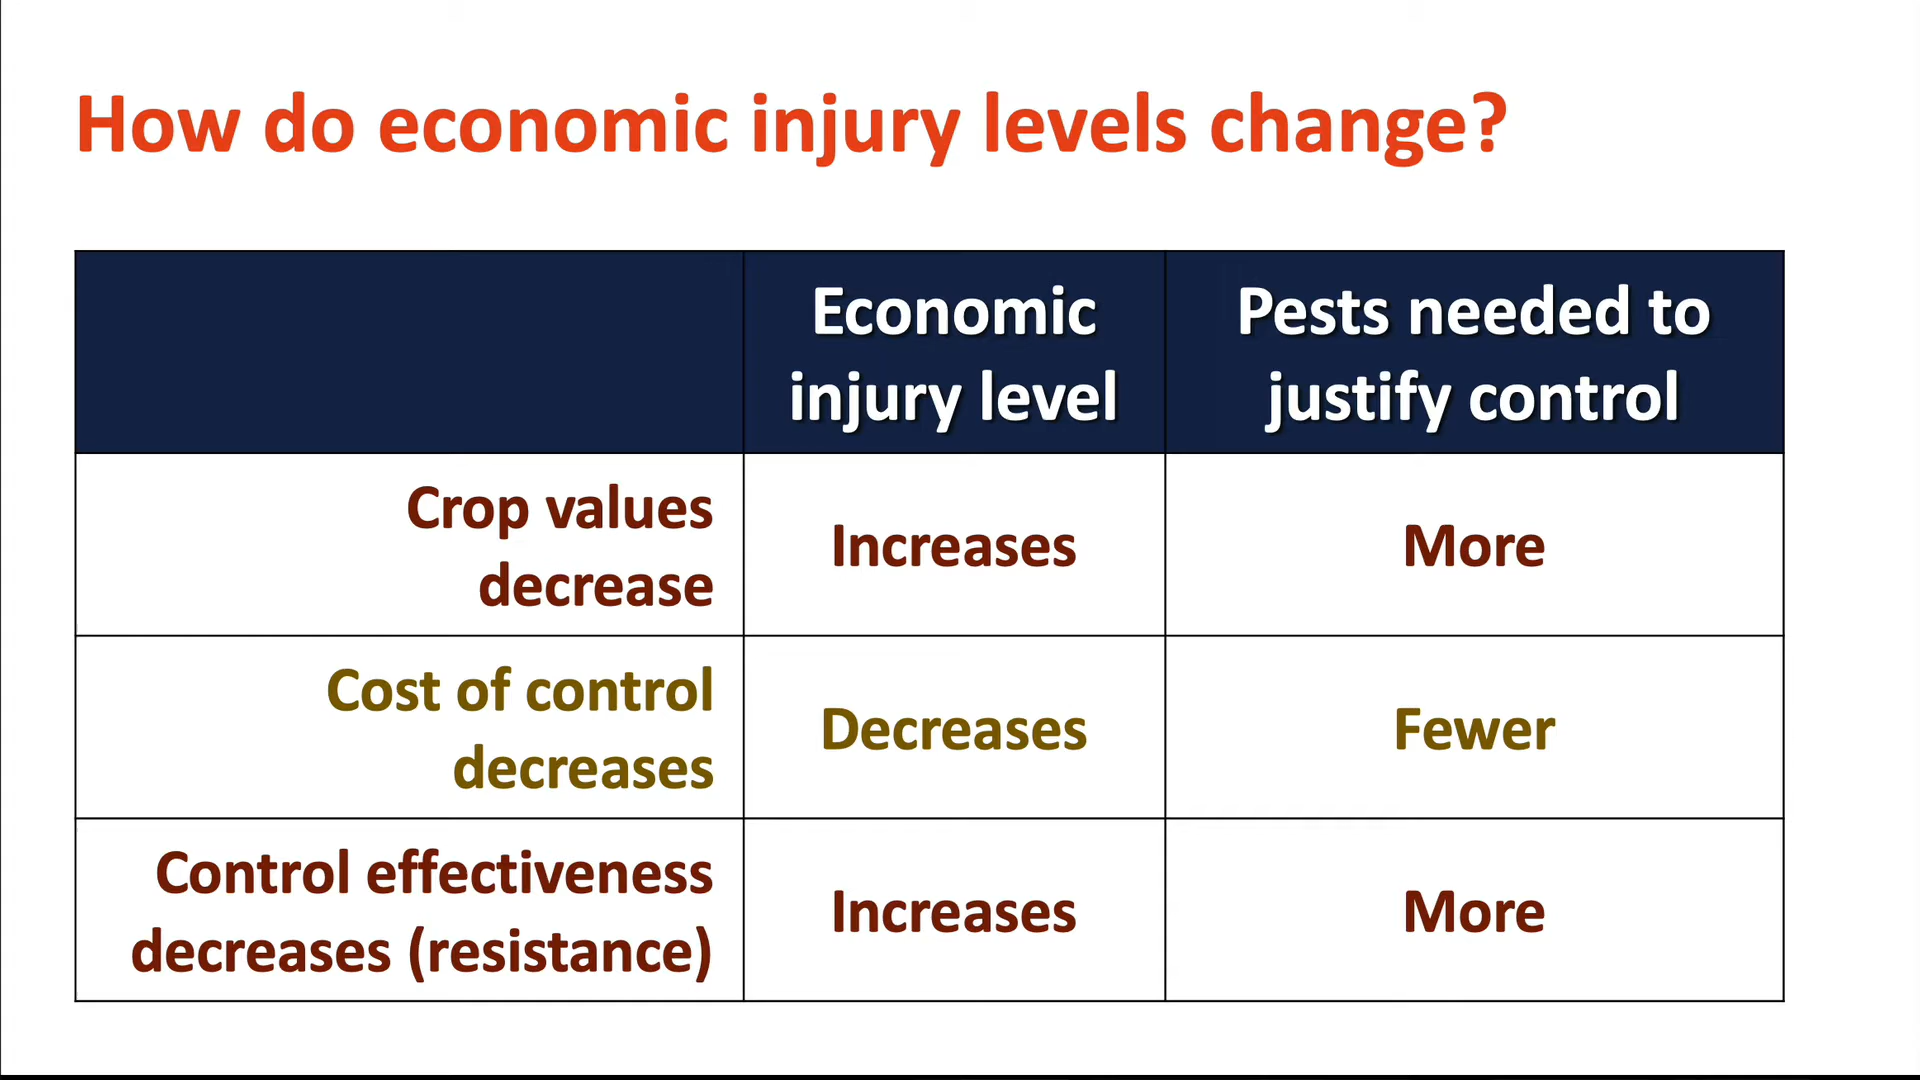 How do economic injury levels change?
Economic
injury level
Pests needed to
justify control
Crop values
decrease
Increases
More
Cost of control
decreases
Decreases
Fewer
Control effectiveness
decreases (resistance)
Increases
More